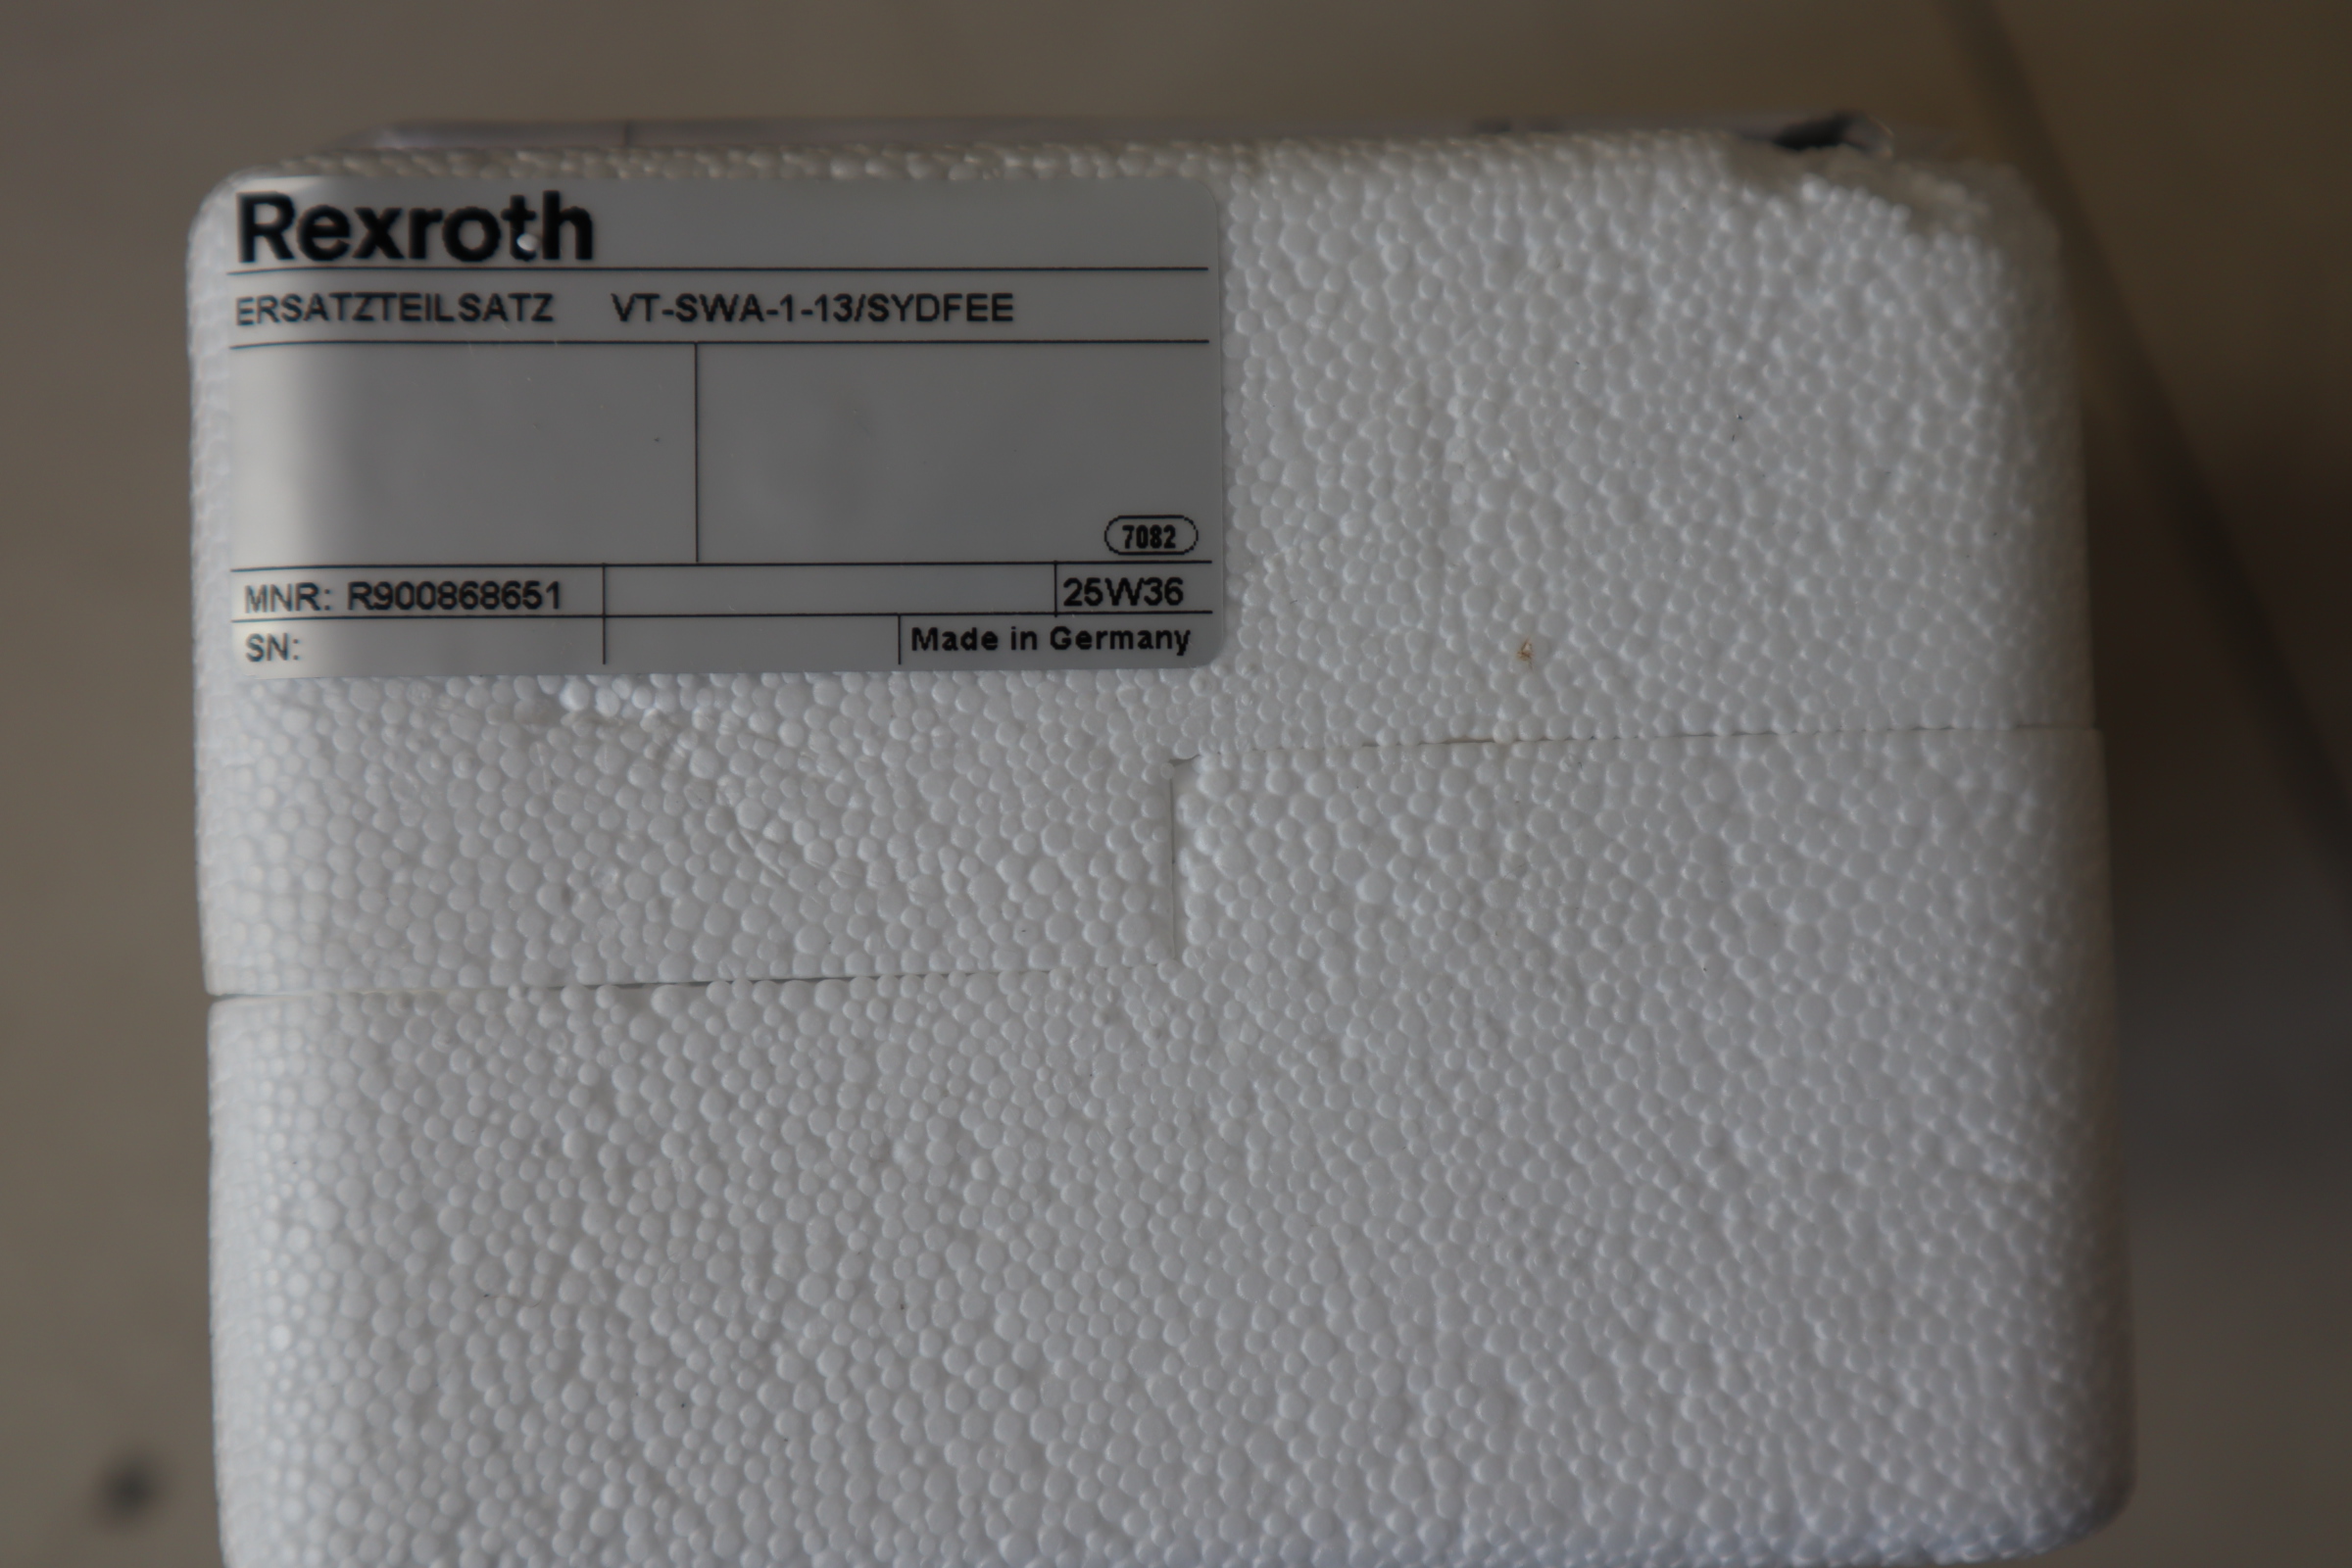 Rexroth
ERSATZTEILSATZ VT-SWA-1-13/SYDFEE
7082
MNR: R900868651 25W36
SN: Made in Germany